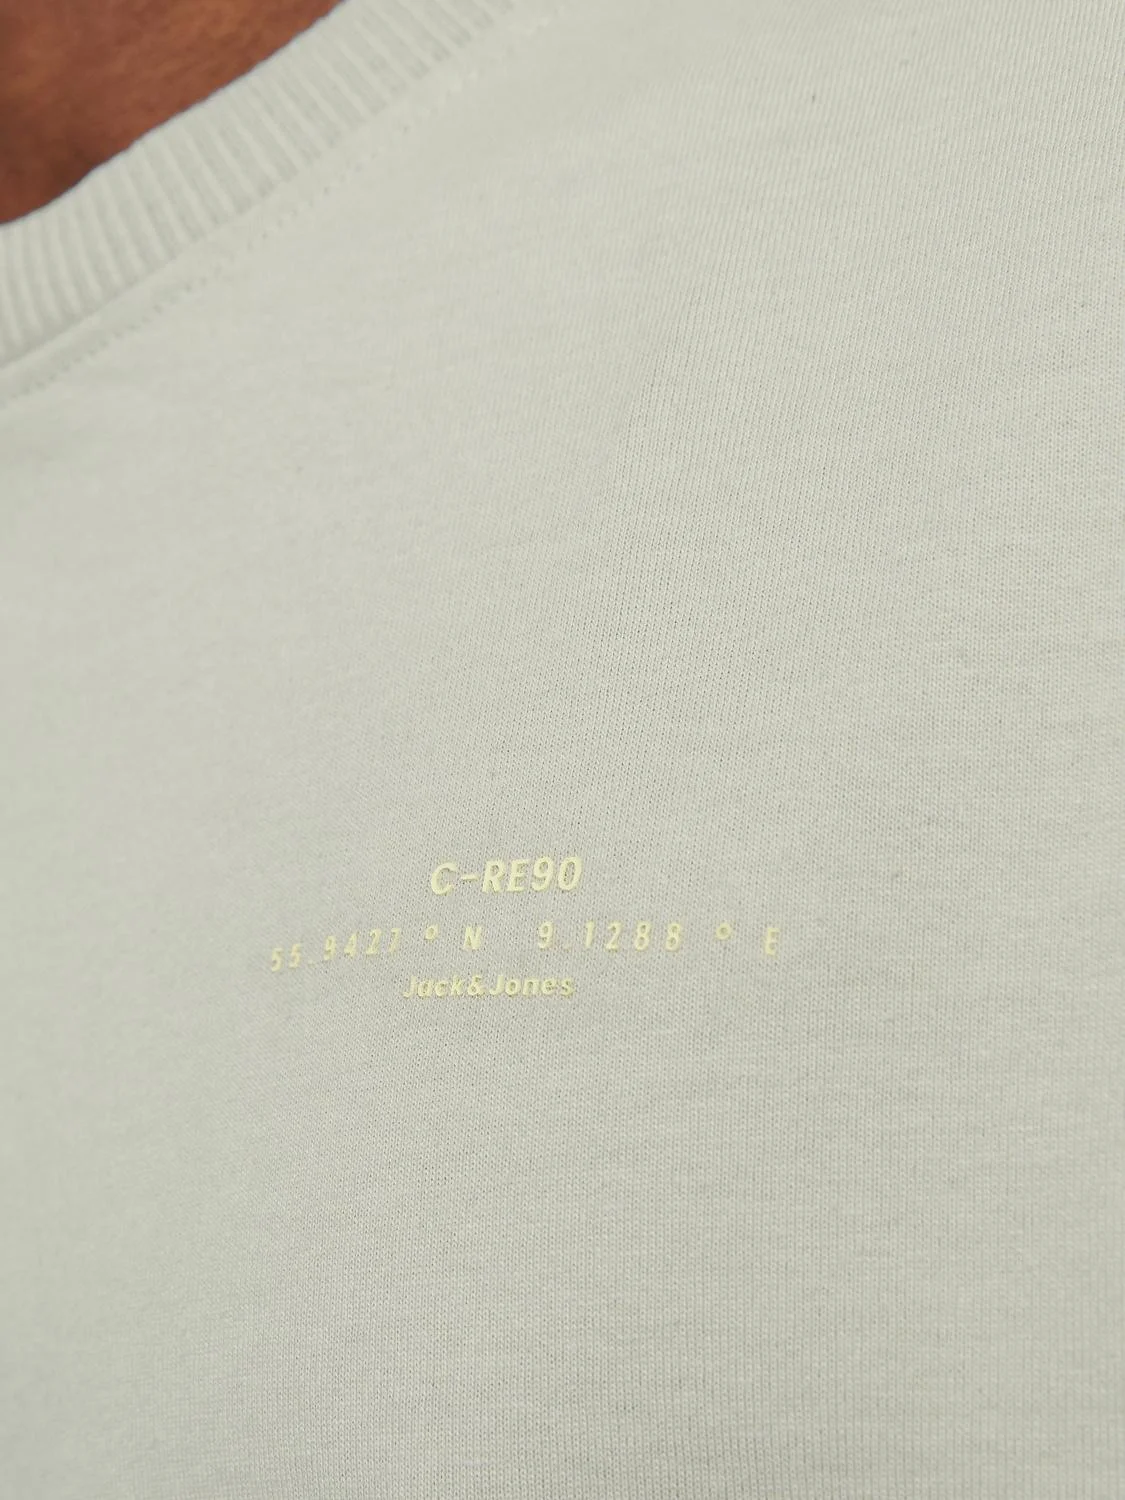 C-RE90
55.9427 ° N 9.1288 ° E
Jack&Jones